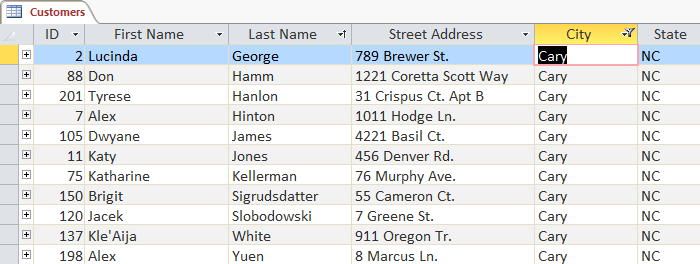 Customers
ID First Name Last Name Street Address City State
2 Lucinda George 789 Brewer St. Cary NC
88 Don Hamm 1221 Coretta Scott Way Cary NC
201 Tyrese Hanlon 31 Crispus Ct. Apt B Cary NC
7 Alex Hinton 1011 Hodge Ln. Cary NC
105 Dwyane James 4221 Basil Ct. Cary NC
11 Katy Jones 456 Denver Rd. Cary NC
75 Katharine Kellerman 76 Murphy Ave. Cary NC
150 Brigit Sigrudsdatter 55 Cameron Ct. Cary NC
120 Jacek Slobodowski 7 Greene St. Cary NC
137 Kle'Aija White 911 Oregon Tr. Cary NC
198 Alex Yuen 8 Marcus Ln. Cary NC